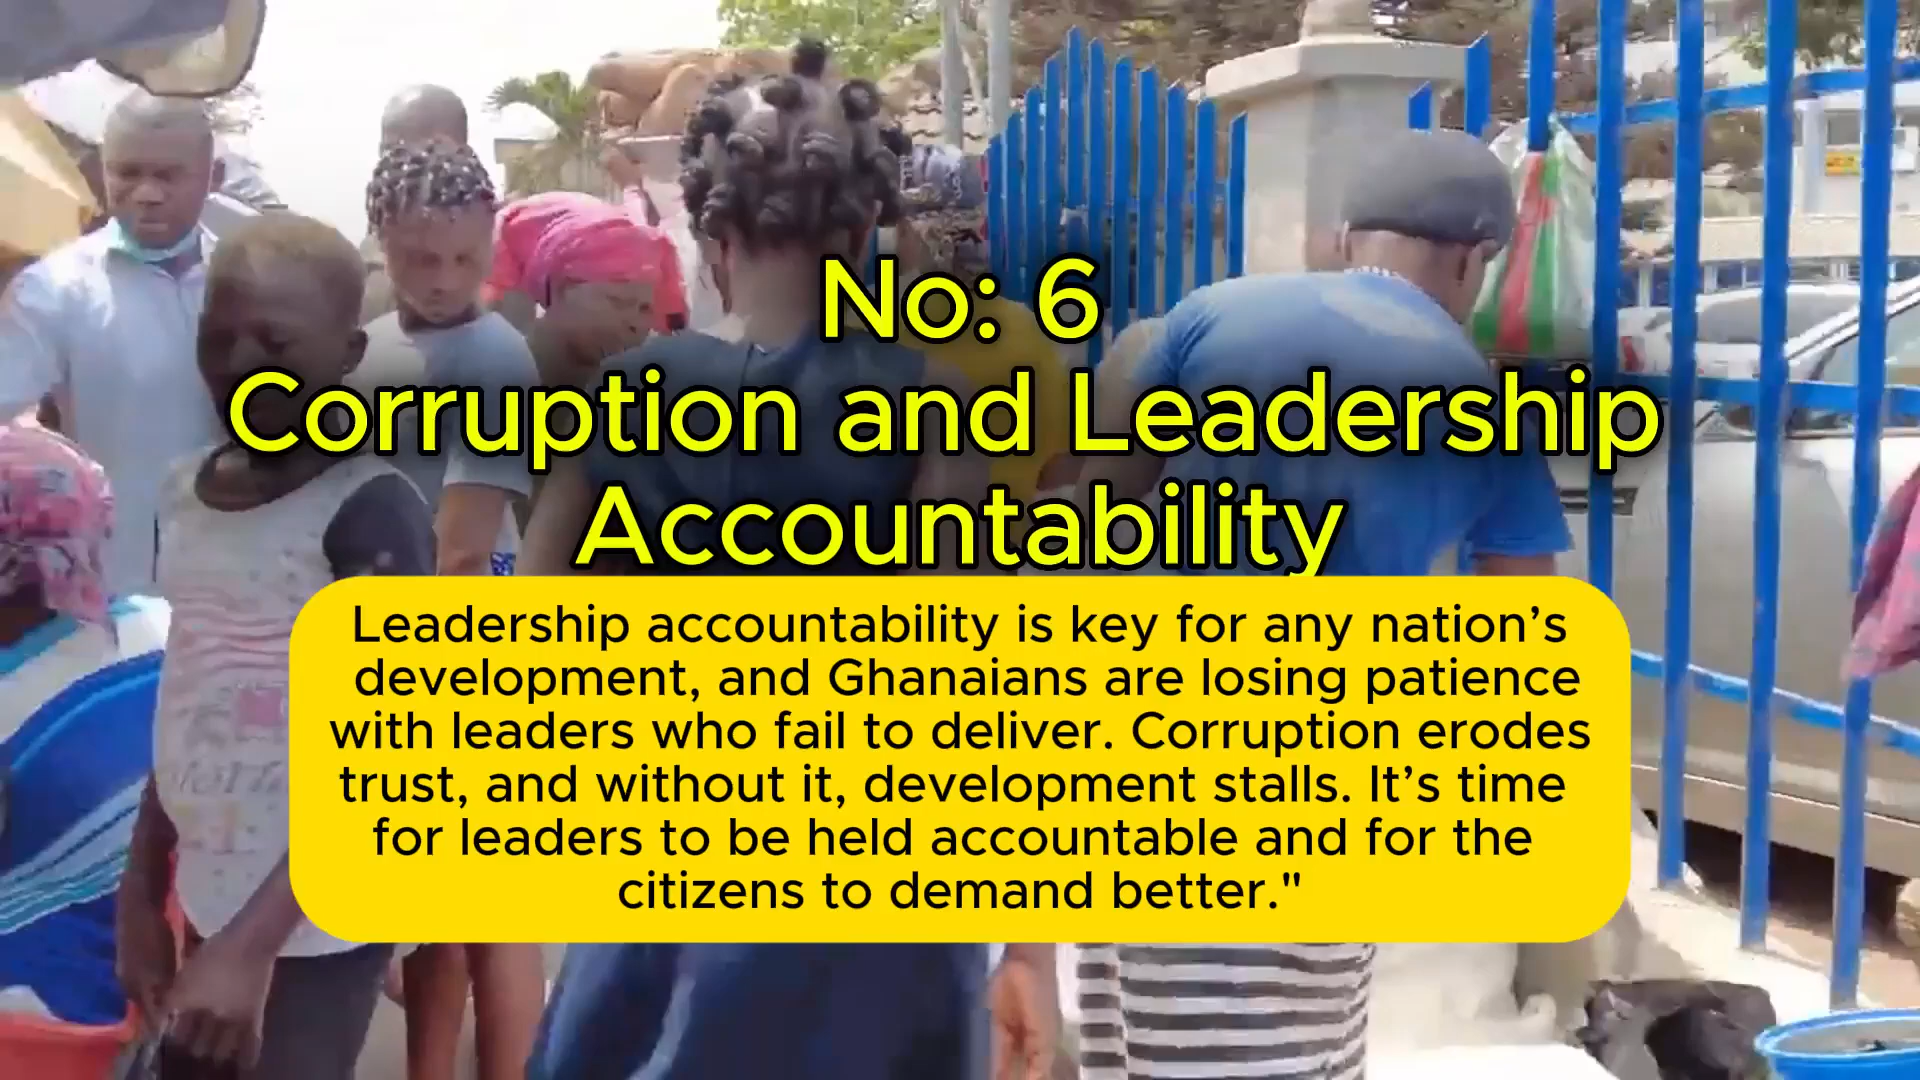 No: 6
Corruption and Leadership
Accountability
Leadership accountability is key for any nation’s
development, and Ghanaians are losing patience
with leaders who fail to deliver. Corruption erodes
trust, and without it, development stalls. It’s time
for leaders to be held accountable and for the
citizens to demand better."